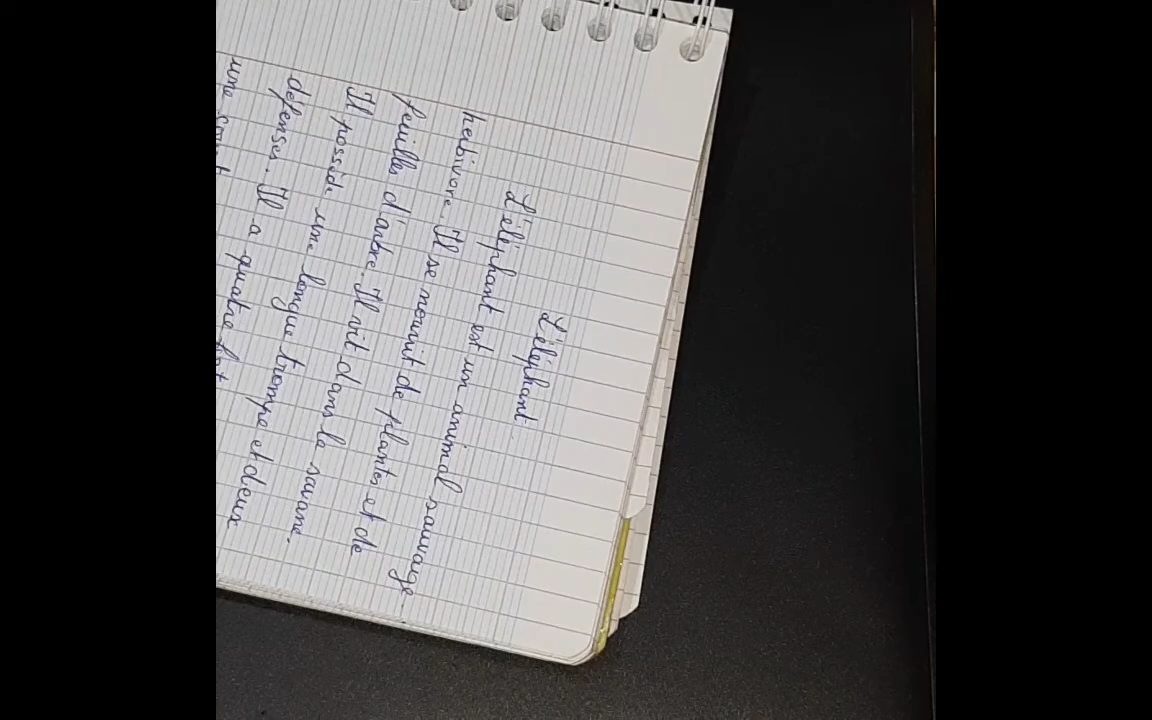 L'éléphant.
L'éléphant est un animal sauvage
herbivore. Il se nourrit de plantes et de
feuilles d'arbre. Il vit dans la savane.
Il possède une longue trompe et deux
défenses. Il a quatre
une